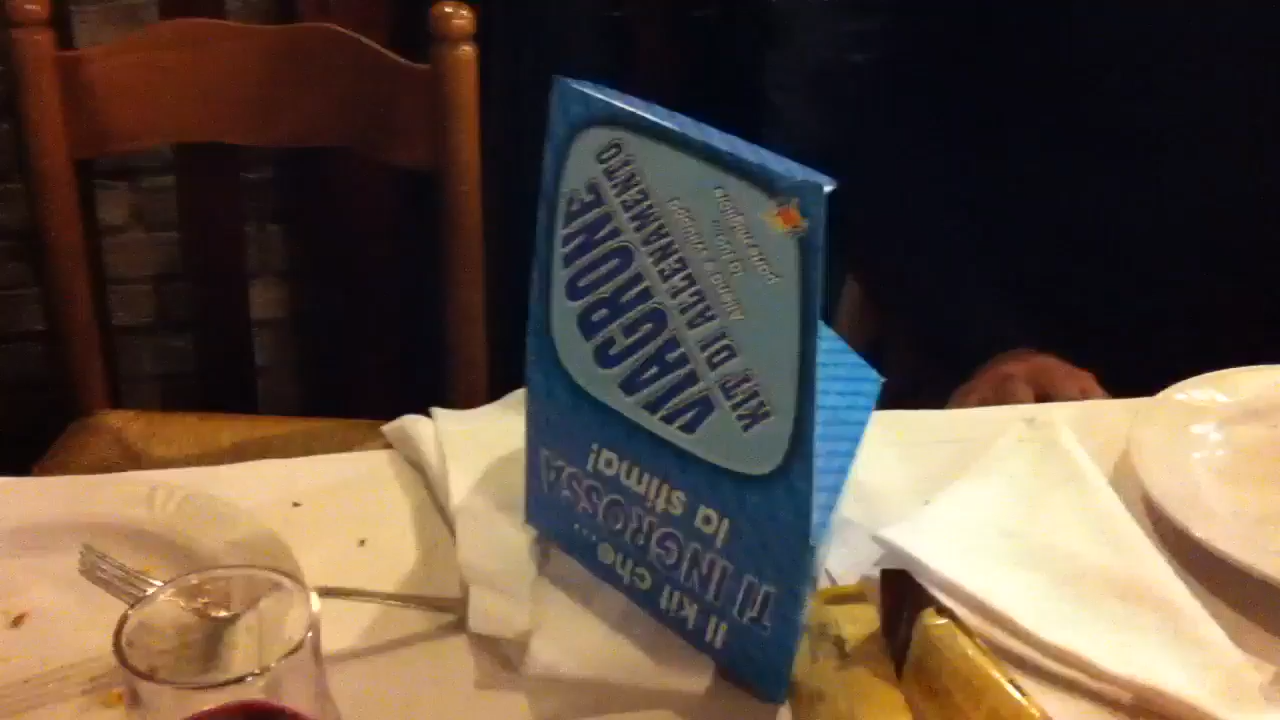 Il kit che...
TI INGROSSA
la stima!
VIAGRONE
KIT DI ALLENAMENTO